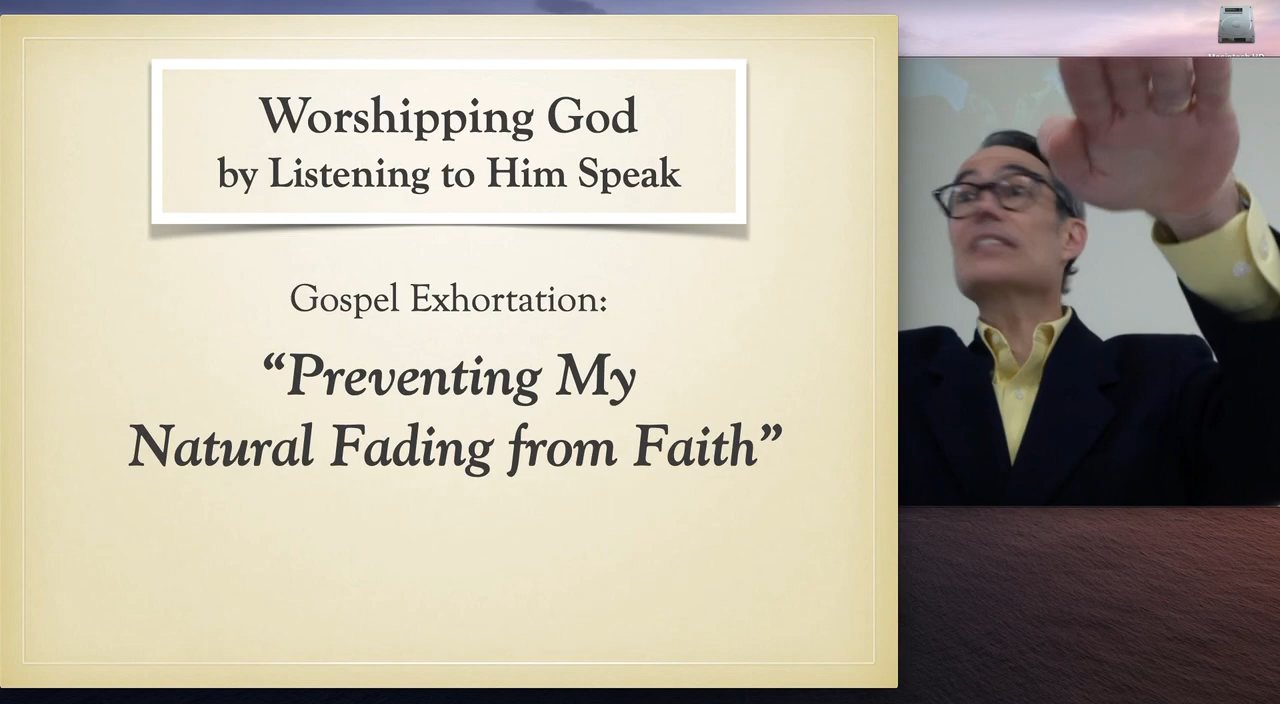 Worshipping God
by Listening to Him Speak
Gospel Exhortation:
“Preventing My
Natural Fading from Faith”